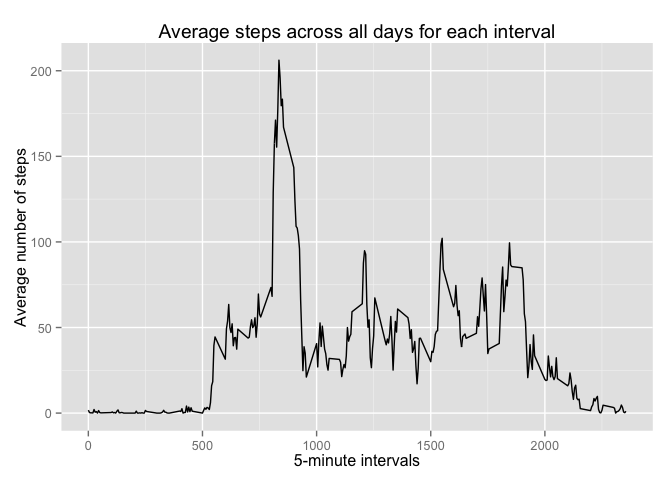 Average steps across all days for each interval
Average number of steps
200
150
100
50
0
0 500 1000 1500 2000
5-minute intervals